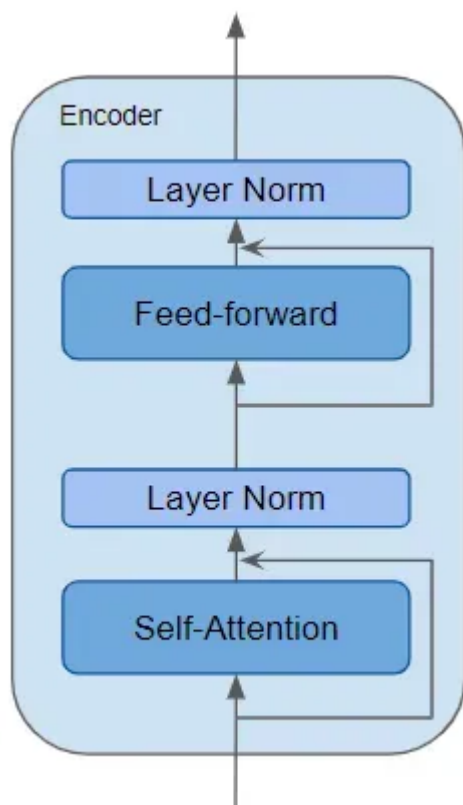 Encoder
Layer Norm
Feed-forward
Layer Norm
Self-Attention